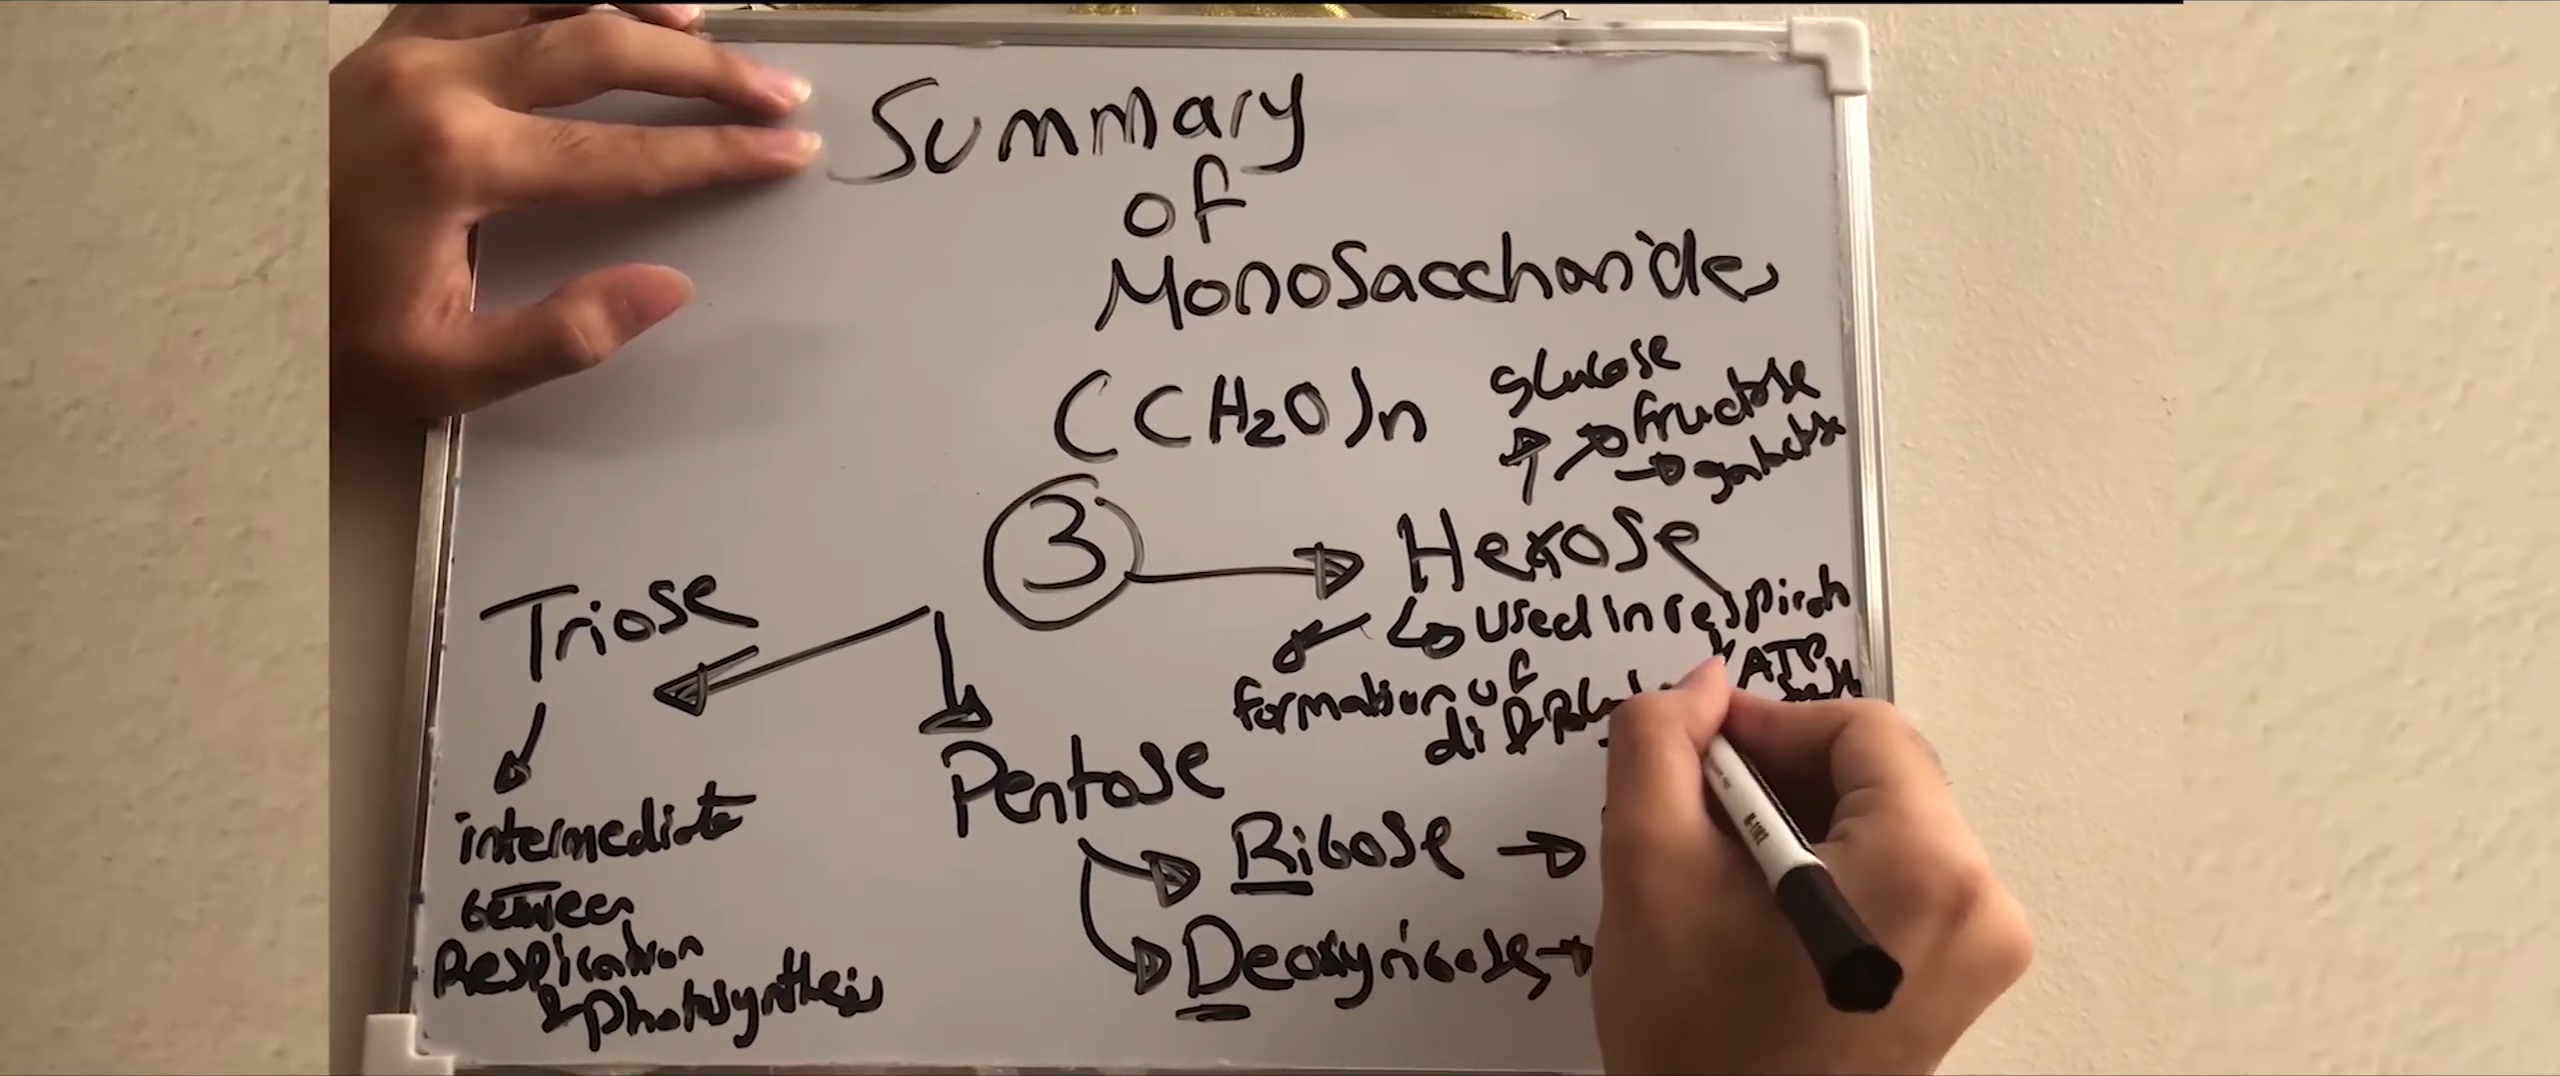 Summary
of
Monosaccharides
(CH₂O)n
glucose
fructose
galactose
3
Hexose
Used in respiration
ATP
formation of
di &
Triose
intermediate
between
Respiration
& Photosynthesis
Pentose
Ribose
Deoxyribose